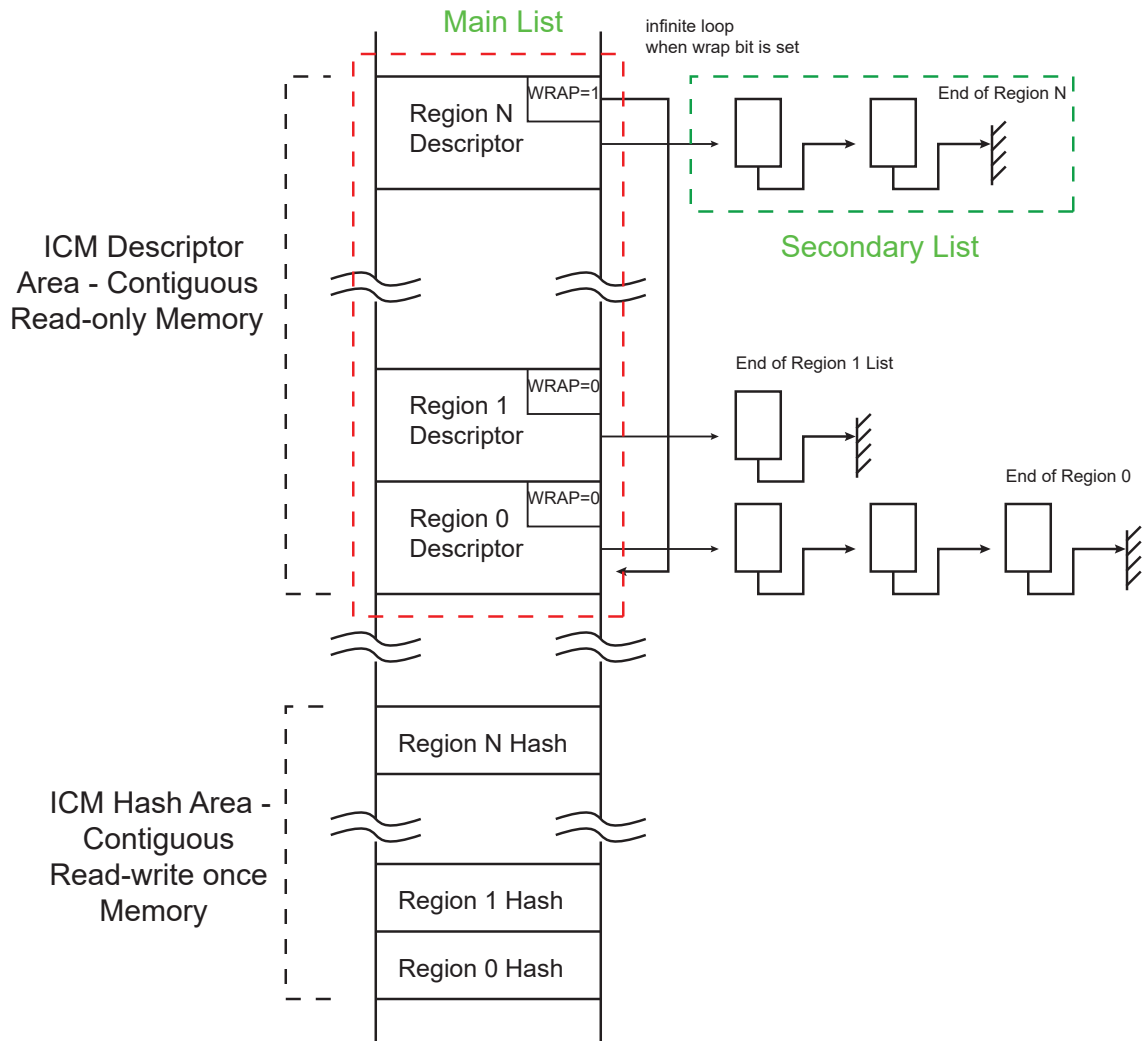 Main List
infinite loop
when wrap bit is set
WRAP=1
Region N
Descriptor
End of Region N
Secondary List
ICM Descriptor
Area - Contiguous
Read-only Memory
WRAP=0
Region 1
Descriptor
End of Region 1 List
WRAP=0
Region 0
Descriptor
End of Region 0
Region N Hash
ICM Hash Area -
Contiguous
Read-write once
Memory
Region 1 Hash
Region 0 Hash